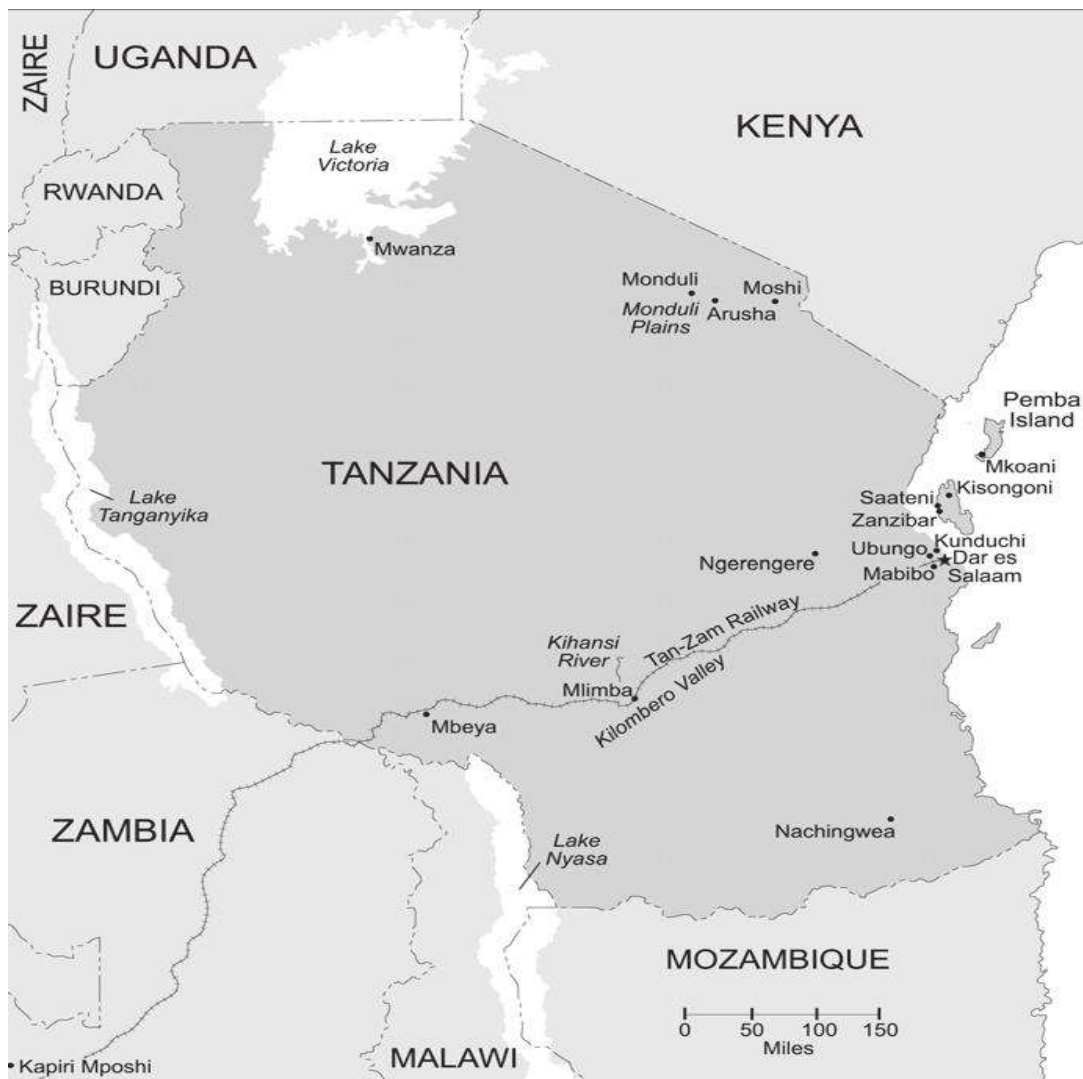 ZAIRE
UGANDA
KENYA
Lake
Victoria
RWANDA
Mwanza
BURUNDI
Monduli
Moshi
Monduli
Plains
Arusha
Pemba
Island
TANZANIA
Mkoani
Kisongoni
Lake
Tanganyika
Saateni
Zanzibar
Kunduchi
Ubungo
Dar es
Salaam
Mabibo
Ngerengere
ZAIRE
Tan-Zam Railway
Kihansi
River
Mlimba
Kilombero Valley
Mbeya
ZAMBIA
Nachingwea
Lake
Nyasa
MOZAMBIQUE
0 50 100 150
Miles
MALAWI
Kapiri Mposhi